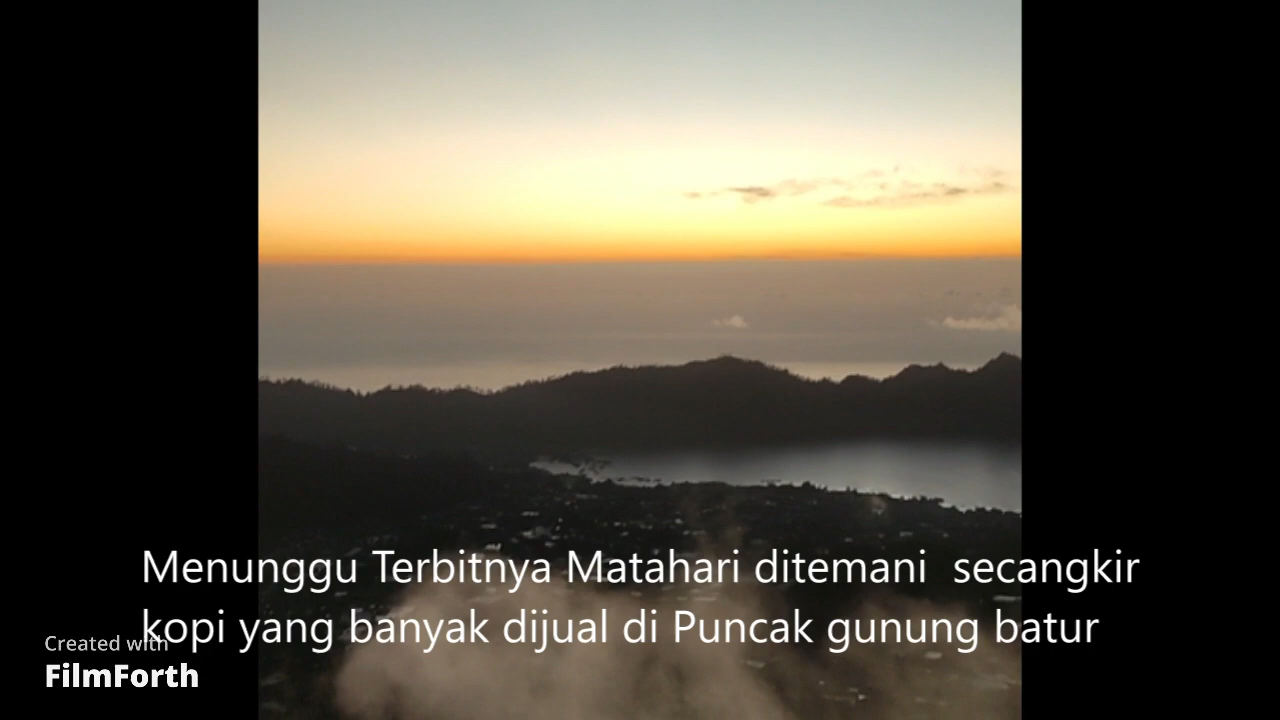 Menunggu Terbitnya Matahari ditemani  secangkir
kopi yang banyak dijual di Puncak gunung batur
Created with
FilmForth